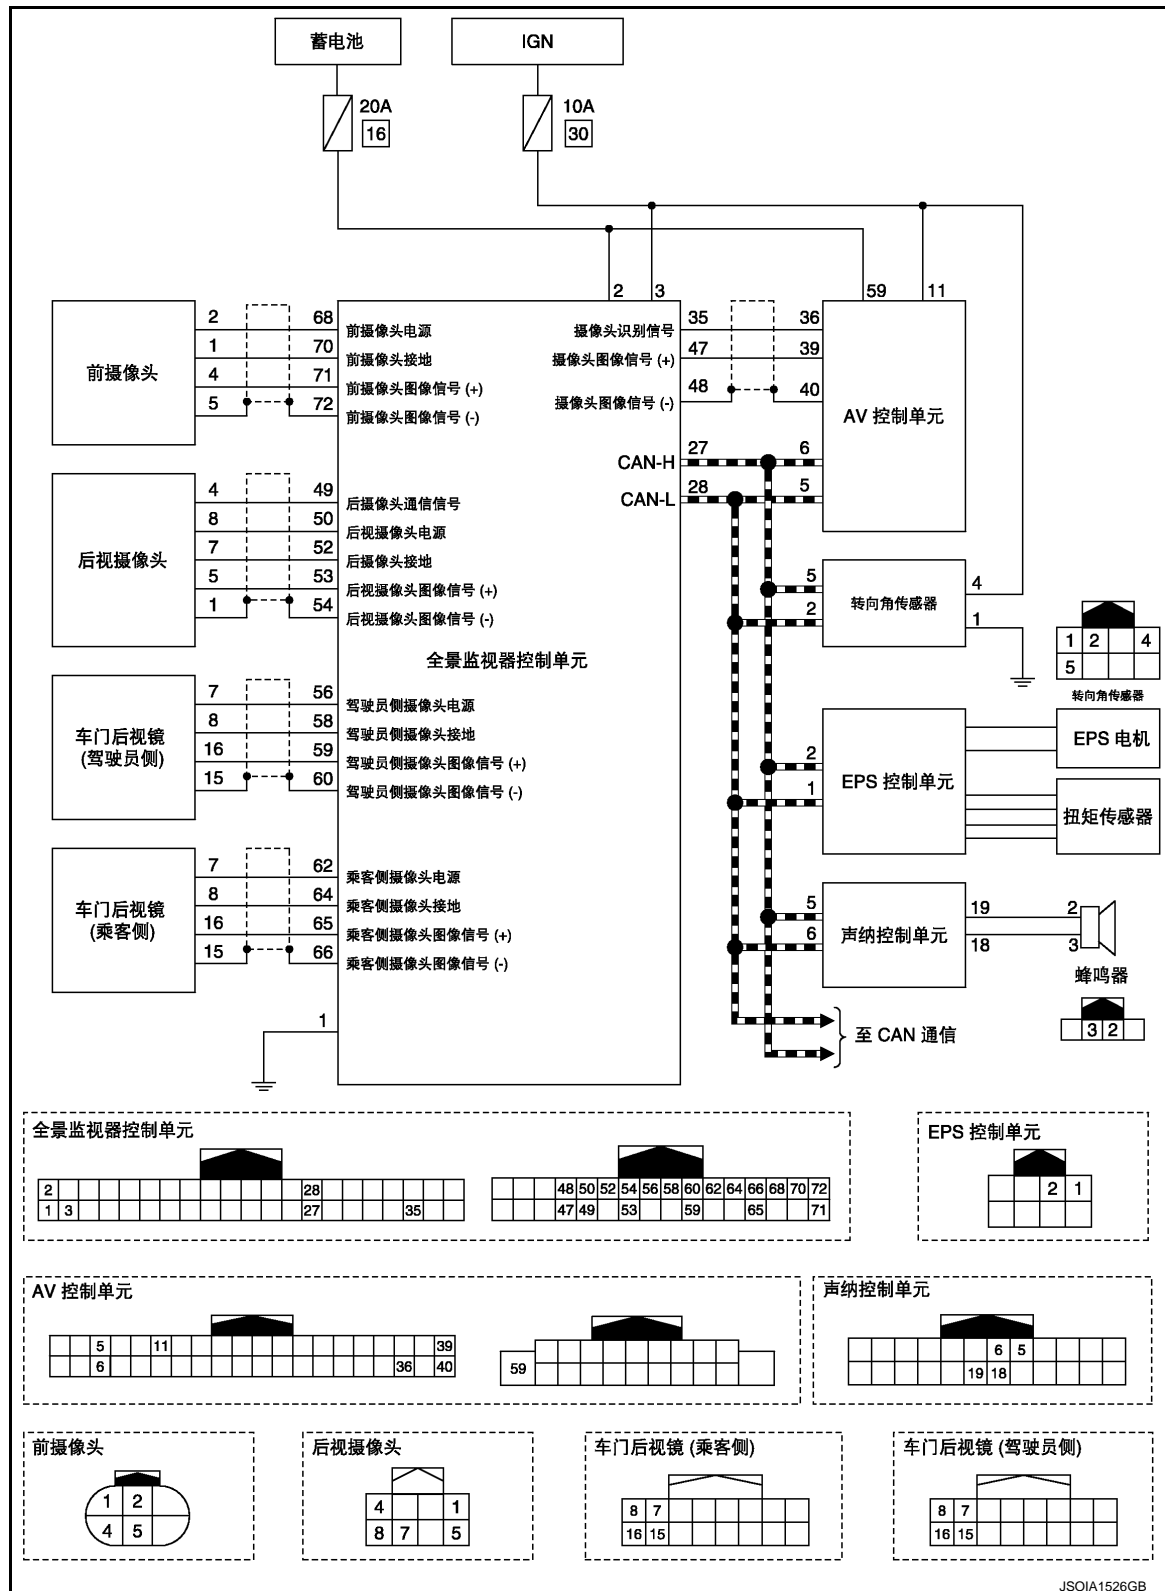 蓄电池
IGN
20A
16
10A
30
2
3
59
11
前摄像头
2
68
前摄像头电源
1
70
前摄像头接地
4
71
前摄像头图像信号 (+)
5
72
前摄像头图像信号 (-)
摄像头识别信号
35
36
摄像头图像信号 (+)
47
39
摄像头图像信号 (-)
48
40
AV 控制单元
CAN-H
27
6
CAN-L
28
5
后视摄像头
4
49
后摄像头通信信号
8
50
后视摄像头电源
7
52
后摄像头接地
5
53
后视摄像头图像信号 (+)
1
54
后视摄像头图像信号 (-)
全景监视器控制单元
转向角传感器
5
2
4
1
1 2 4
5
转向角传感器
车门后视镜
(驾驶员侧)
7
56
驾驶员侧摄像头电源
8
58
驾驶员侧摄像头接地
16
59
驾驶员侧摄像头图像信号 (+)
15
60
驾驶员侧摄像头图像信号 (-)
2
1
EPS 控制单元
EPS 电机
扭矩传感器
车门后视镜
(乘客侧)
7
62
乘客侧摄像头电源
8
64
乘客侧摄像头接地
16
65
乘客侧摄像头图像信号 (+)
15
66
乘客侧摄像头图像信号 (-)
5
6
声纳控制单元
19
18
2
3
蜂鸣器
3 2
1
至 CAN 通信
全景监视器控制单元
2 28
1 3 27 35
48 50 52 54 56 58 60 62 64 66 68 70 72
47 49 53 59 65 71
EPS 控制单元
2 1
AV 控制单元
5 11 39
6 36 40
59
声纳控制单元
6 5
19 18
前摄像头
1 2
4 5
后视摄像头
4 1
8 7 5
车门后视镜 (乘客侧)
8 7
16 15
车门后视镜 (驾驶员侧)
8 7
16 15
JSOIA1526GB